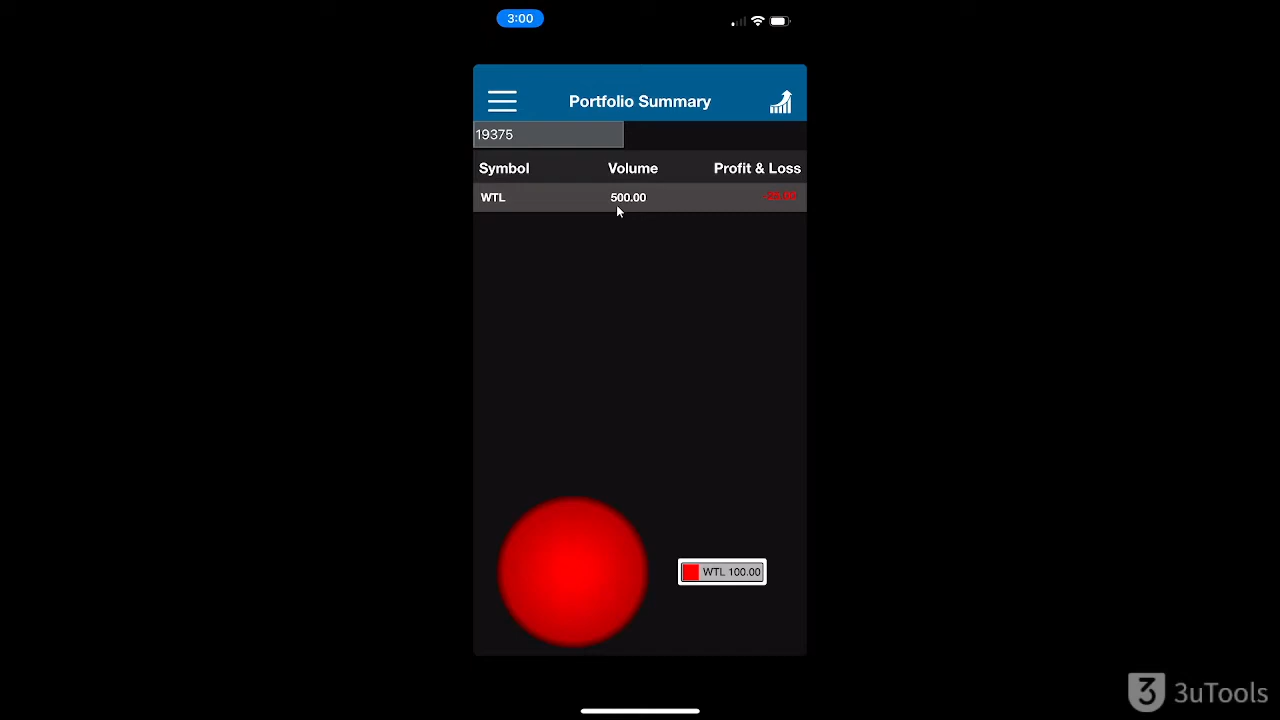 3:00
Portfolio Summary
19375
Symbol Volume Profit & Loss
WTL 500.00
WTL 100.00
3uTools